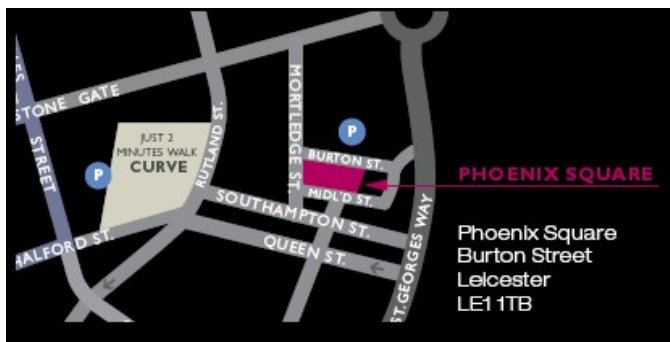 STONE GATE
STREET
JUST 2
MINUTES WALK
CURVE
P
RUTLAND ST.
MORTLEDGE ST.
P
BURTON ST.
MIDL'D ST.
PHOENIX SQUARE
SOUTHAMPTON ST.
HALFORD ST.
QUEEN ST.
ST.GEORGES WAY
Phoenix Square
Burton Street
Leicester
LE1 1TB